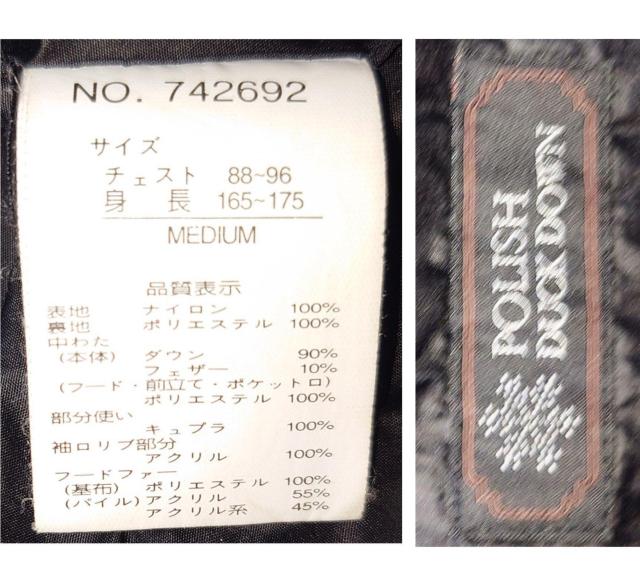 NO. 742692
サイズ
チェスト 88~96
身長 165~175
MEDIUM
品質表示
表地 ナイロン 100%
裏地 ポリエステル 100%
中わた
(本体) ダウン 90%
フェザー 10%
(フード・前立て・ポケット口)
ポリエステル 100%
部分使い
キュプラ 100%
袖口リブ部分
アクリル 100%
フードファー
(基布) ポリエステル 100%
(パイル) アクリル 55%
アクリル系 45%
POLISH
DUCK DOWN